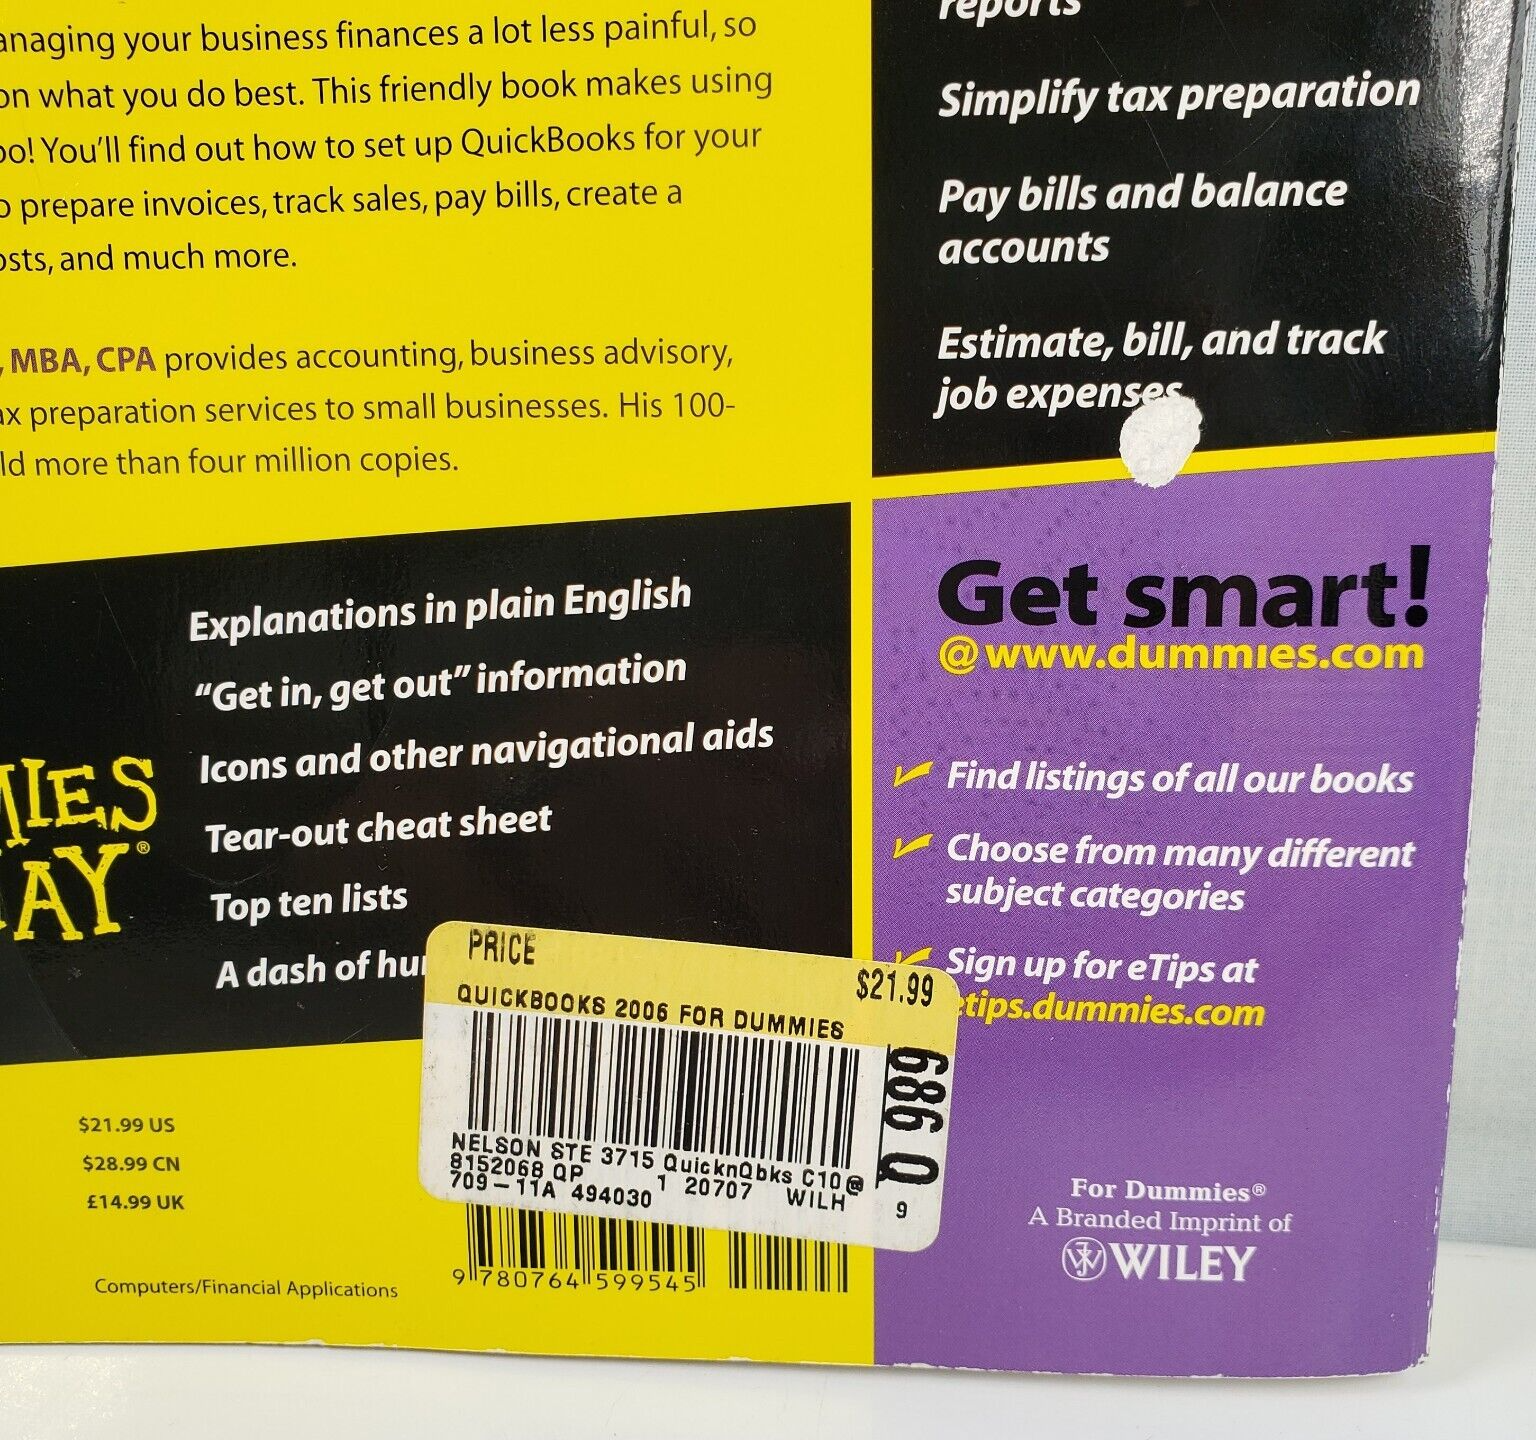 anaging your business finances a lot less painful, so
on what you do best. This friendly book makes using
oo! You'll find out how to set up QuickBooks for your
o prepare invoices, track sales, pay bills, create a
osts, and much more.
, MBA, CPA provides accounting, business advisory,
ax preparation services to small businesses. His 100-
ld more than four million copies.
reports
Simplify tax preparation
Pay bills and balance
accounts
Estimate, bill, and track
job expenses
MIES
AY®
Explanations in plain English
"Get in, get out" information
Icons and other navigational aids
Tear-out cheat sheet
Top ten lists
A dash of hu
Get smart!
@www.dummies.com
Find listings of all our books
Choose from many different
subject categories
Sign up for eTips at
etips.dummies.com
PRICE
$21.99
QUICKBOOKS 2006 FOR DUMMIES
686 Q
9
NELSON STE 3715 QuicknQbks C10@
8152068 QP 1 20707 WILH
709-11A 494030
$21.99 US
$28.99 CN
£14.99 UK
Computers/Financial Applications
9 780764 599545
For Dummies®
A Branded Imprint of
WILEY